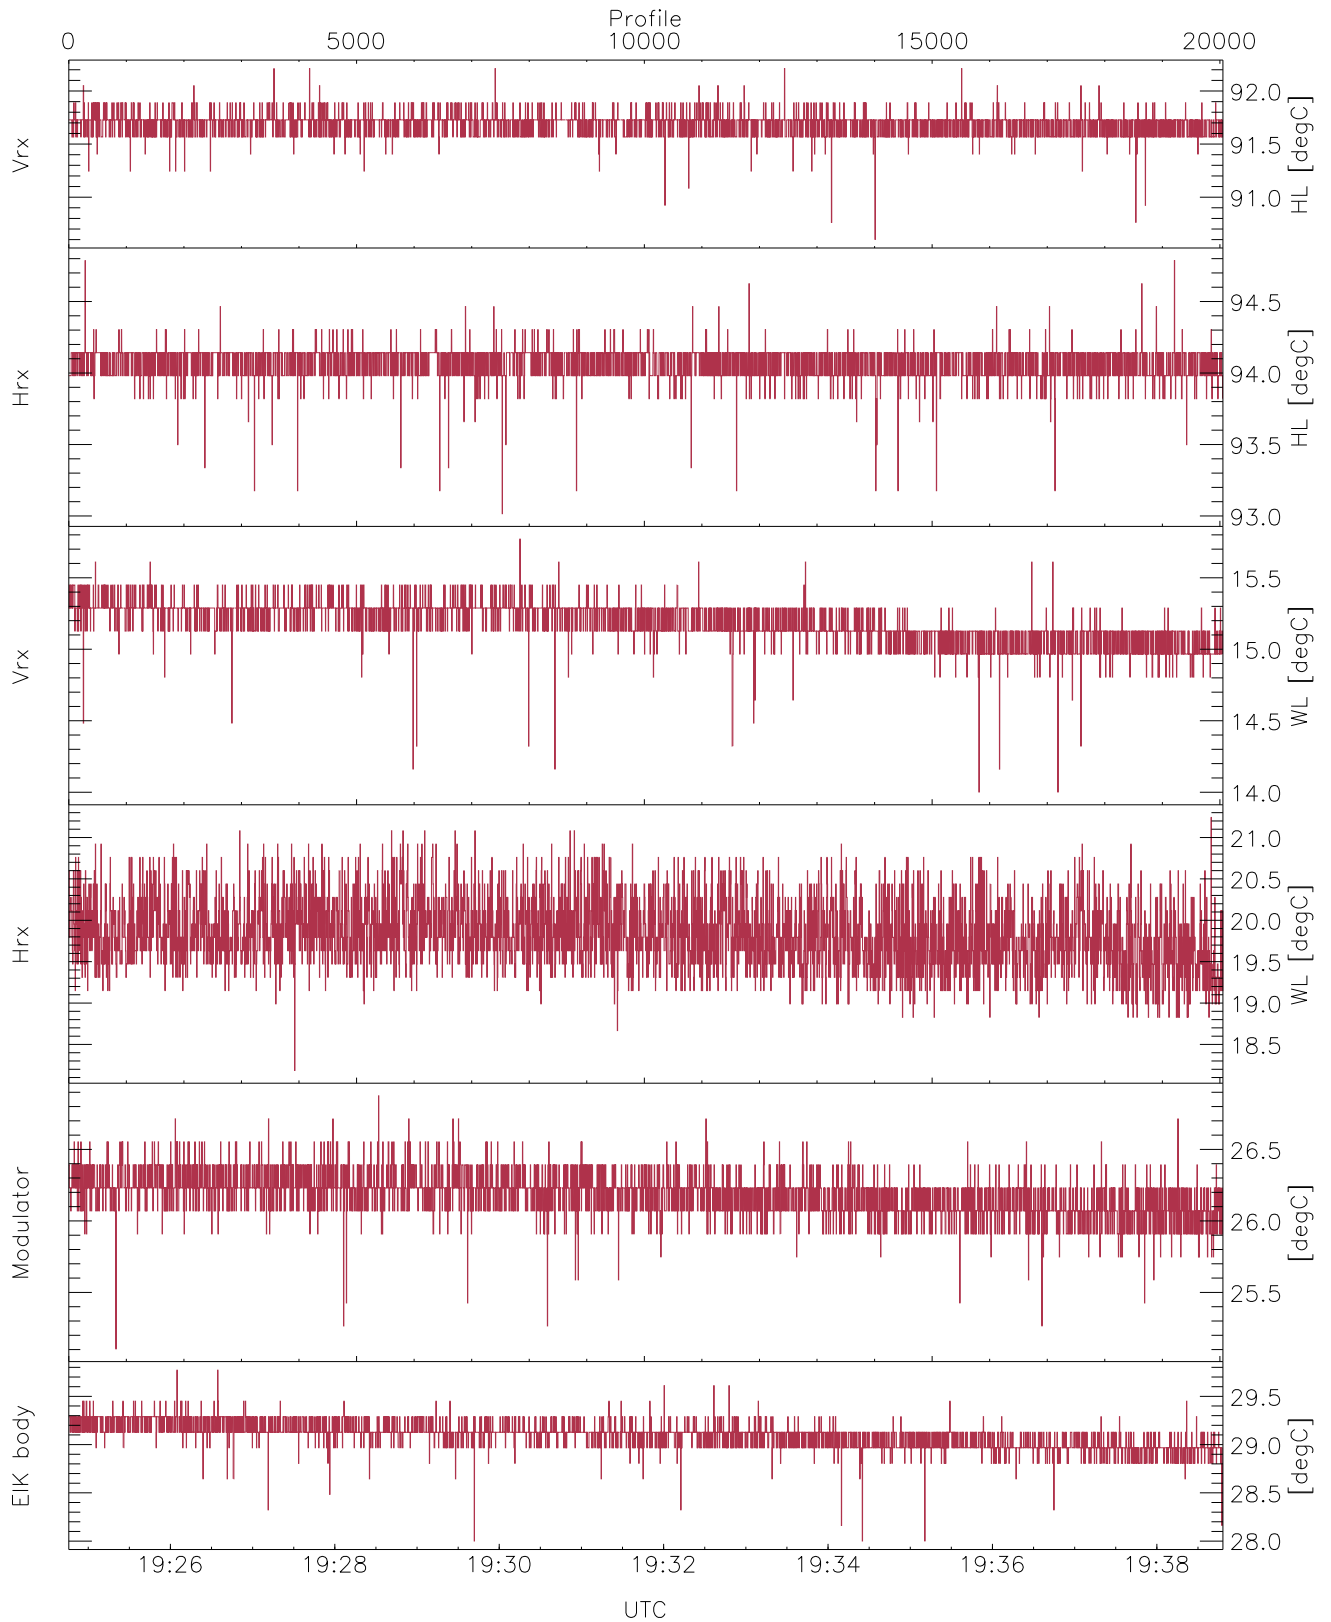 Profile
0 5000 10000 15000 20000
Vrx
92.0
91.5
91.0
HL [degC]
Hrx
94.5
94.0
93.5
93.0
HL [degC]
Vrx
15.5
15.0
14.5
14.0
WL [degC]
Hrx
21.0
20.5
20.0
19.5
19.0
18.5
WL [degC]
Modulator
26.5
26.0
25.5
[degC]
EIK body
29.5
29.0
28.5
28.0
[degC]
19:26 19:28 19:30 19:32 19:34 19:36 19:38
UTC